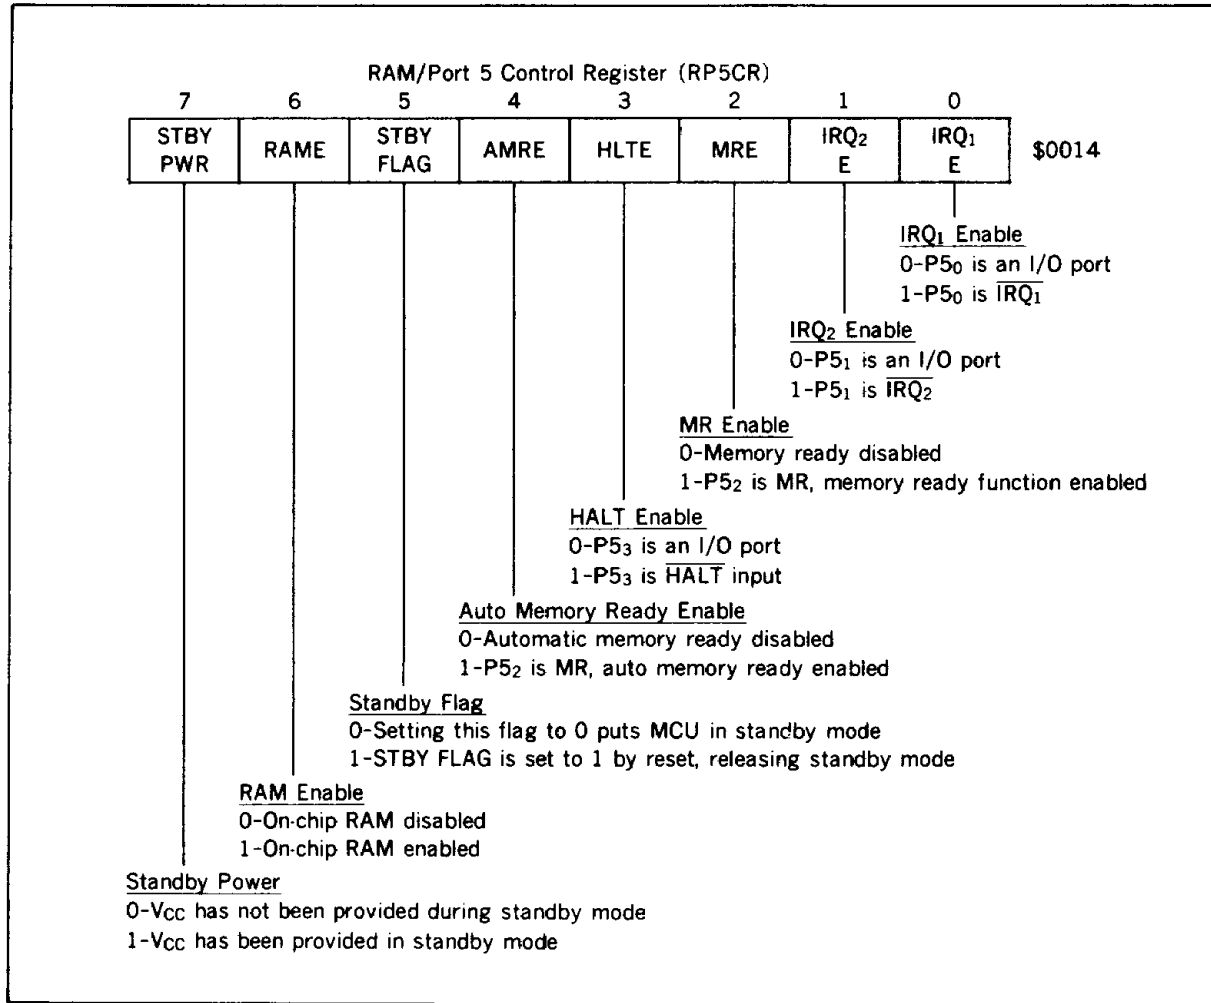 RAM/Port 5 Control Register (RP5CR)
7 6 5 4 3 2 1 0
STBY PWR RAME STBY FLAG AMRE HLTE MRE IRQ₂ E IRQ₁ E $0014
IRQ₁ Enable
0-P5₀ is an I/O port
1-P5₀ is I̅R̅Q̅₁̅
IRQ₂ Enable
0-P5₁ is an I/O port
1-P5₁ is I̅R̅Q̅₂̅
MR Enable
0-Memory ready disabled
1-P5₂ is MR, memory ready function enabled
HALT Enable
0-P5₃ is an I/O port
1-P5₃ is H̅A̅L̅T̅ input
Auto Memory Ready Enable
0-Automatic memory ready disabled
1-P5₂ is MR, auto memory ready enabled
Standby Flag
0-Setting this flag to 0 puts MCU in standby mode
1-STBY FLAG is set to 1 by reset, releasing standby mode
RAM Enable
0-On-chip RAM disabled
1-On-chip RAM enabled
Standby Power
0-VCC has not been provided during standby mode
1-VCC has been provided in standby mode